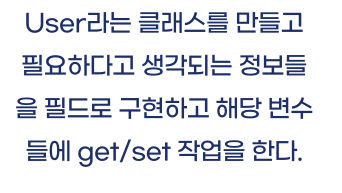 User라는 클래스를 만들고
필요하다고 생각되는 정보들
을 필드로 구현하고 해당 변수
들에 get/set 작업을 한다.